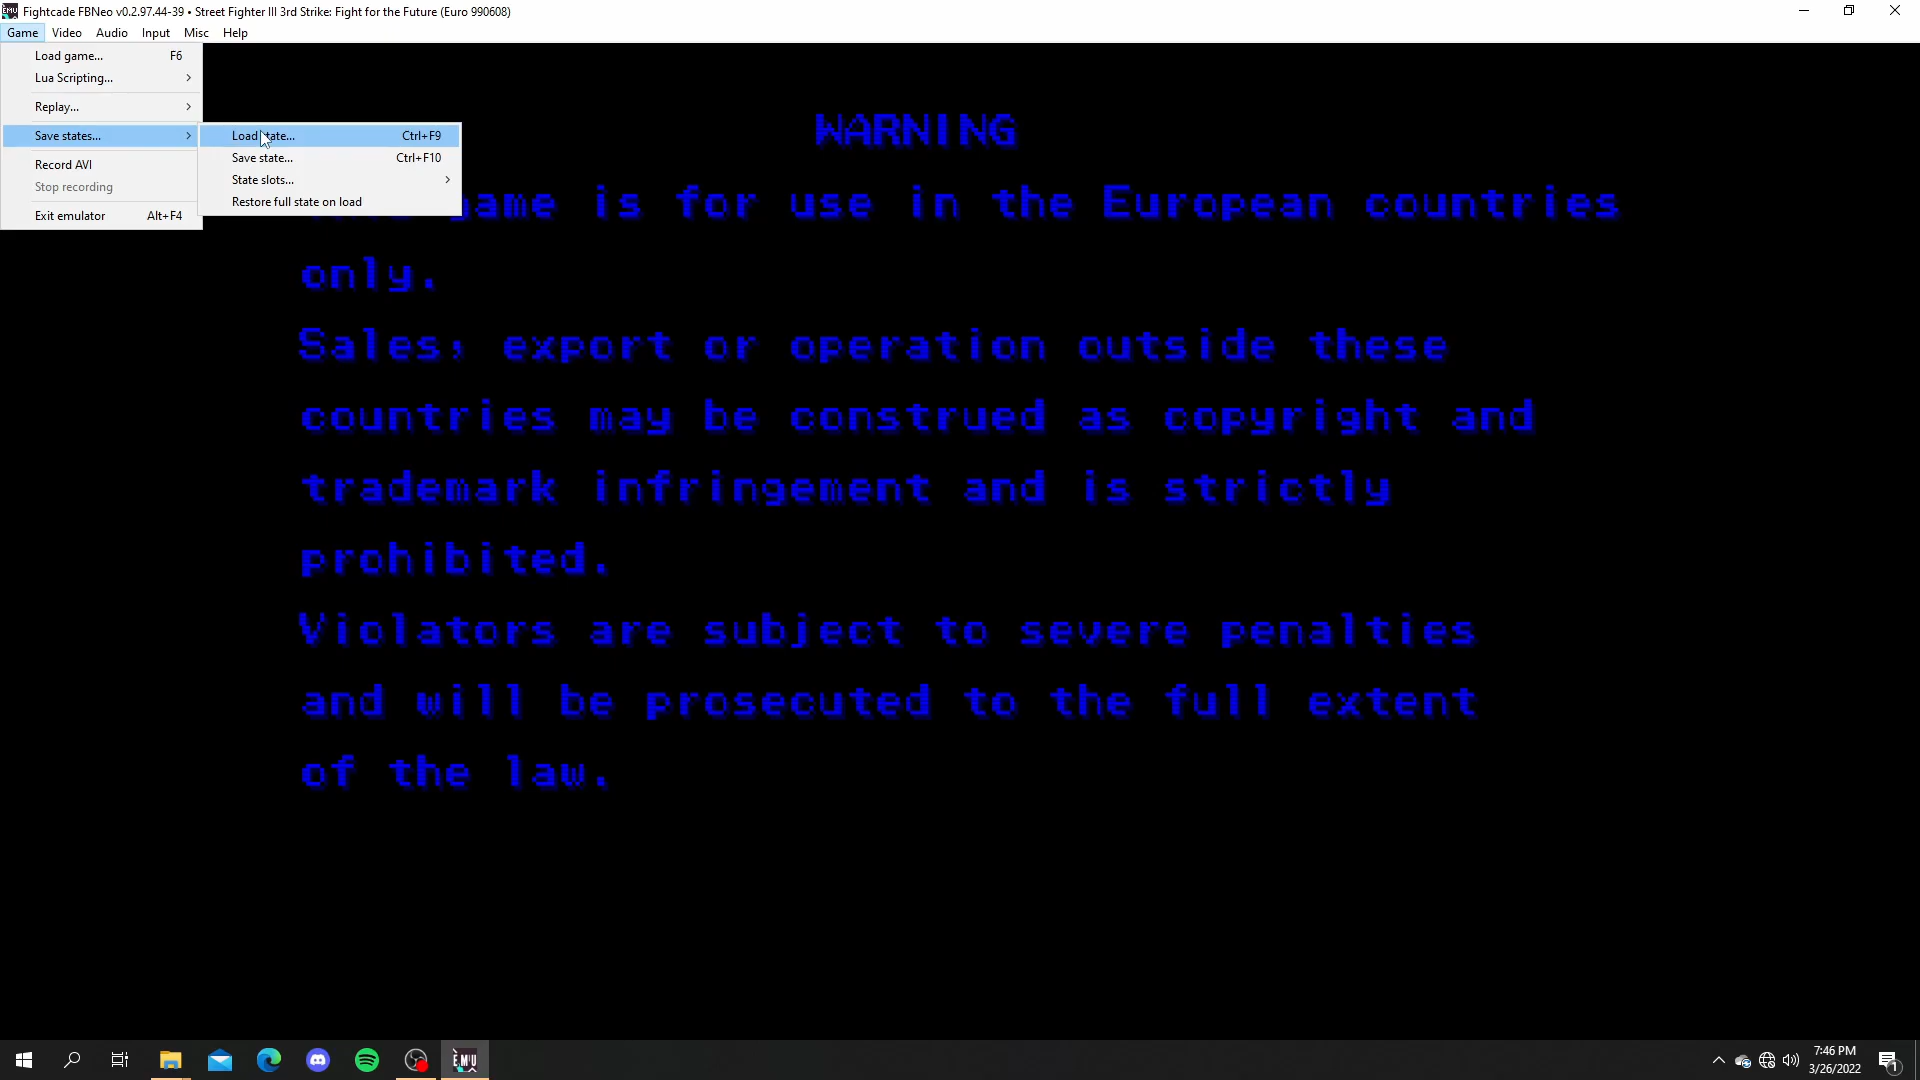 Fightcade FBNeo v0.2.97.44-39 • Street Fighter III 3rd Strike: Fight for the Future (Euro 990608)
Game Video Audio Input Misc Help
Load game... F6
Lua Scripting...
Replay...
Save states...
Record AVI
Stop recording
Exit emulator Alt+F4
Load state... Ctrl+F9
Save state... Ctrl+F10
State slots...
Restore full state on load
WARNING
game is for use in the European countries
only.
Sales, export or operation outside these
countries may be construed as copyright and
trademark infringement and is strictly
prohibited.
Violators are subject to severe penalties
and will be prosecuted to the full extent
of the law.
EMU
7:46 PM
3/26/2022
1